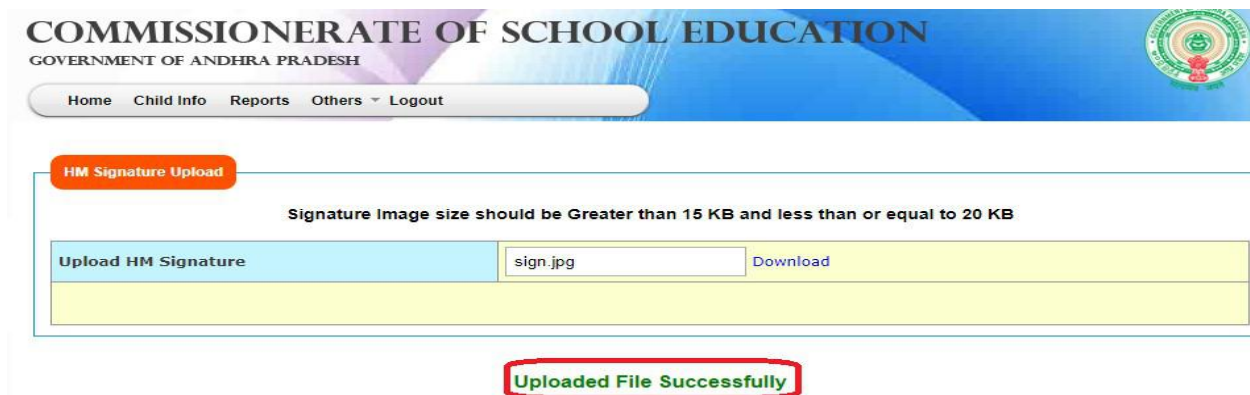 COMMISSIONERATE OF SCHOOL EDUCATION
GOVERNMENT OF ANDHRA PRADESH
Home Child Info Reports Others Logout
HM Signature Upload
Signature Image size should be Greater than 15 KB and less than or equal to 20 KB
Upload HM Signature sign.jpg Download
Uploaded File Successfully